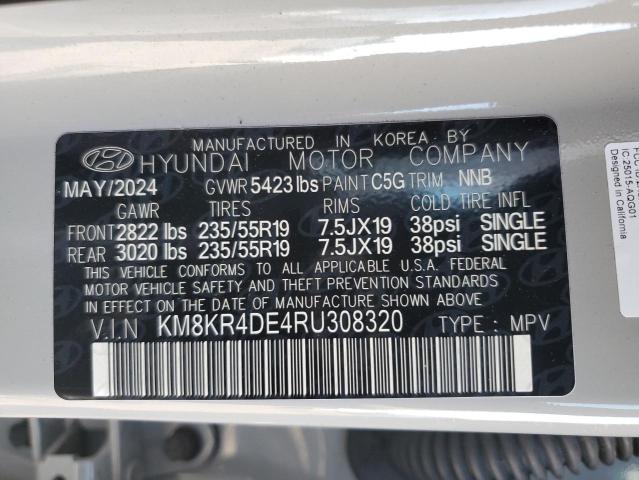 MANUFACTURED IN KOREA BY
HYUNDAI MOTOR COMPANY
MAY/2024 GVWR 5423 lbs PAINT C5G TRIM NNB
GAWR TIRES RIMS COLD TIRE INFL
FRONT 2822 lbs 235/55R19 7.5JX19 38psi SINGLE
REAR 3020 lbs 235/55R19 7.5JX19 38psi SINGLE
THIS VEHICLE CONFORMS TO ALL APPLICABLE U.S.A. FEDERAL
MOTOR VEHICLE SAFETY AND THEFT PREVENTION STANDARDS
IN EFFECT ON THE DATE OF MANUFACTURE SHOWN ABOVE.
V.I.N KM8KR4DE4RU308320 TYPE : MPV
IC:25015-AQG01
Designed in California